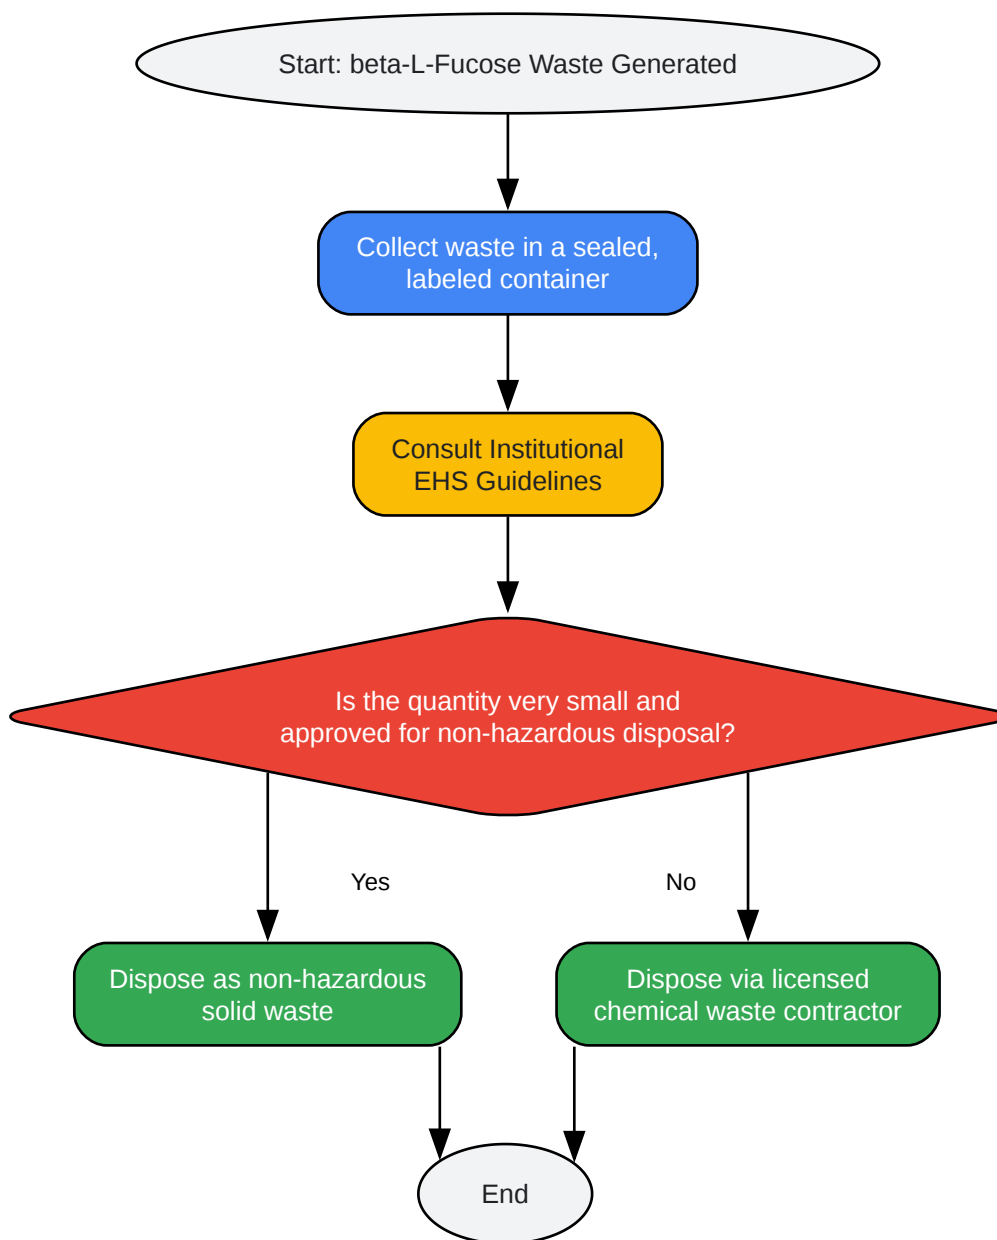 Start: beta-L-Fucose Waste Generated
Collect waste in a sealed,
labeled container
Consult Institutional
EHS Guidelines
Is the quantity very small and
approved for non-hazardous disposal?
Yes
No
Dispose as non-hazardous
solid waste
Dispose via licensed
chemical waste contractor
End